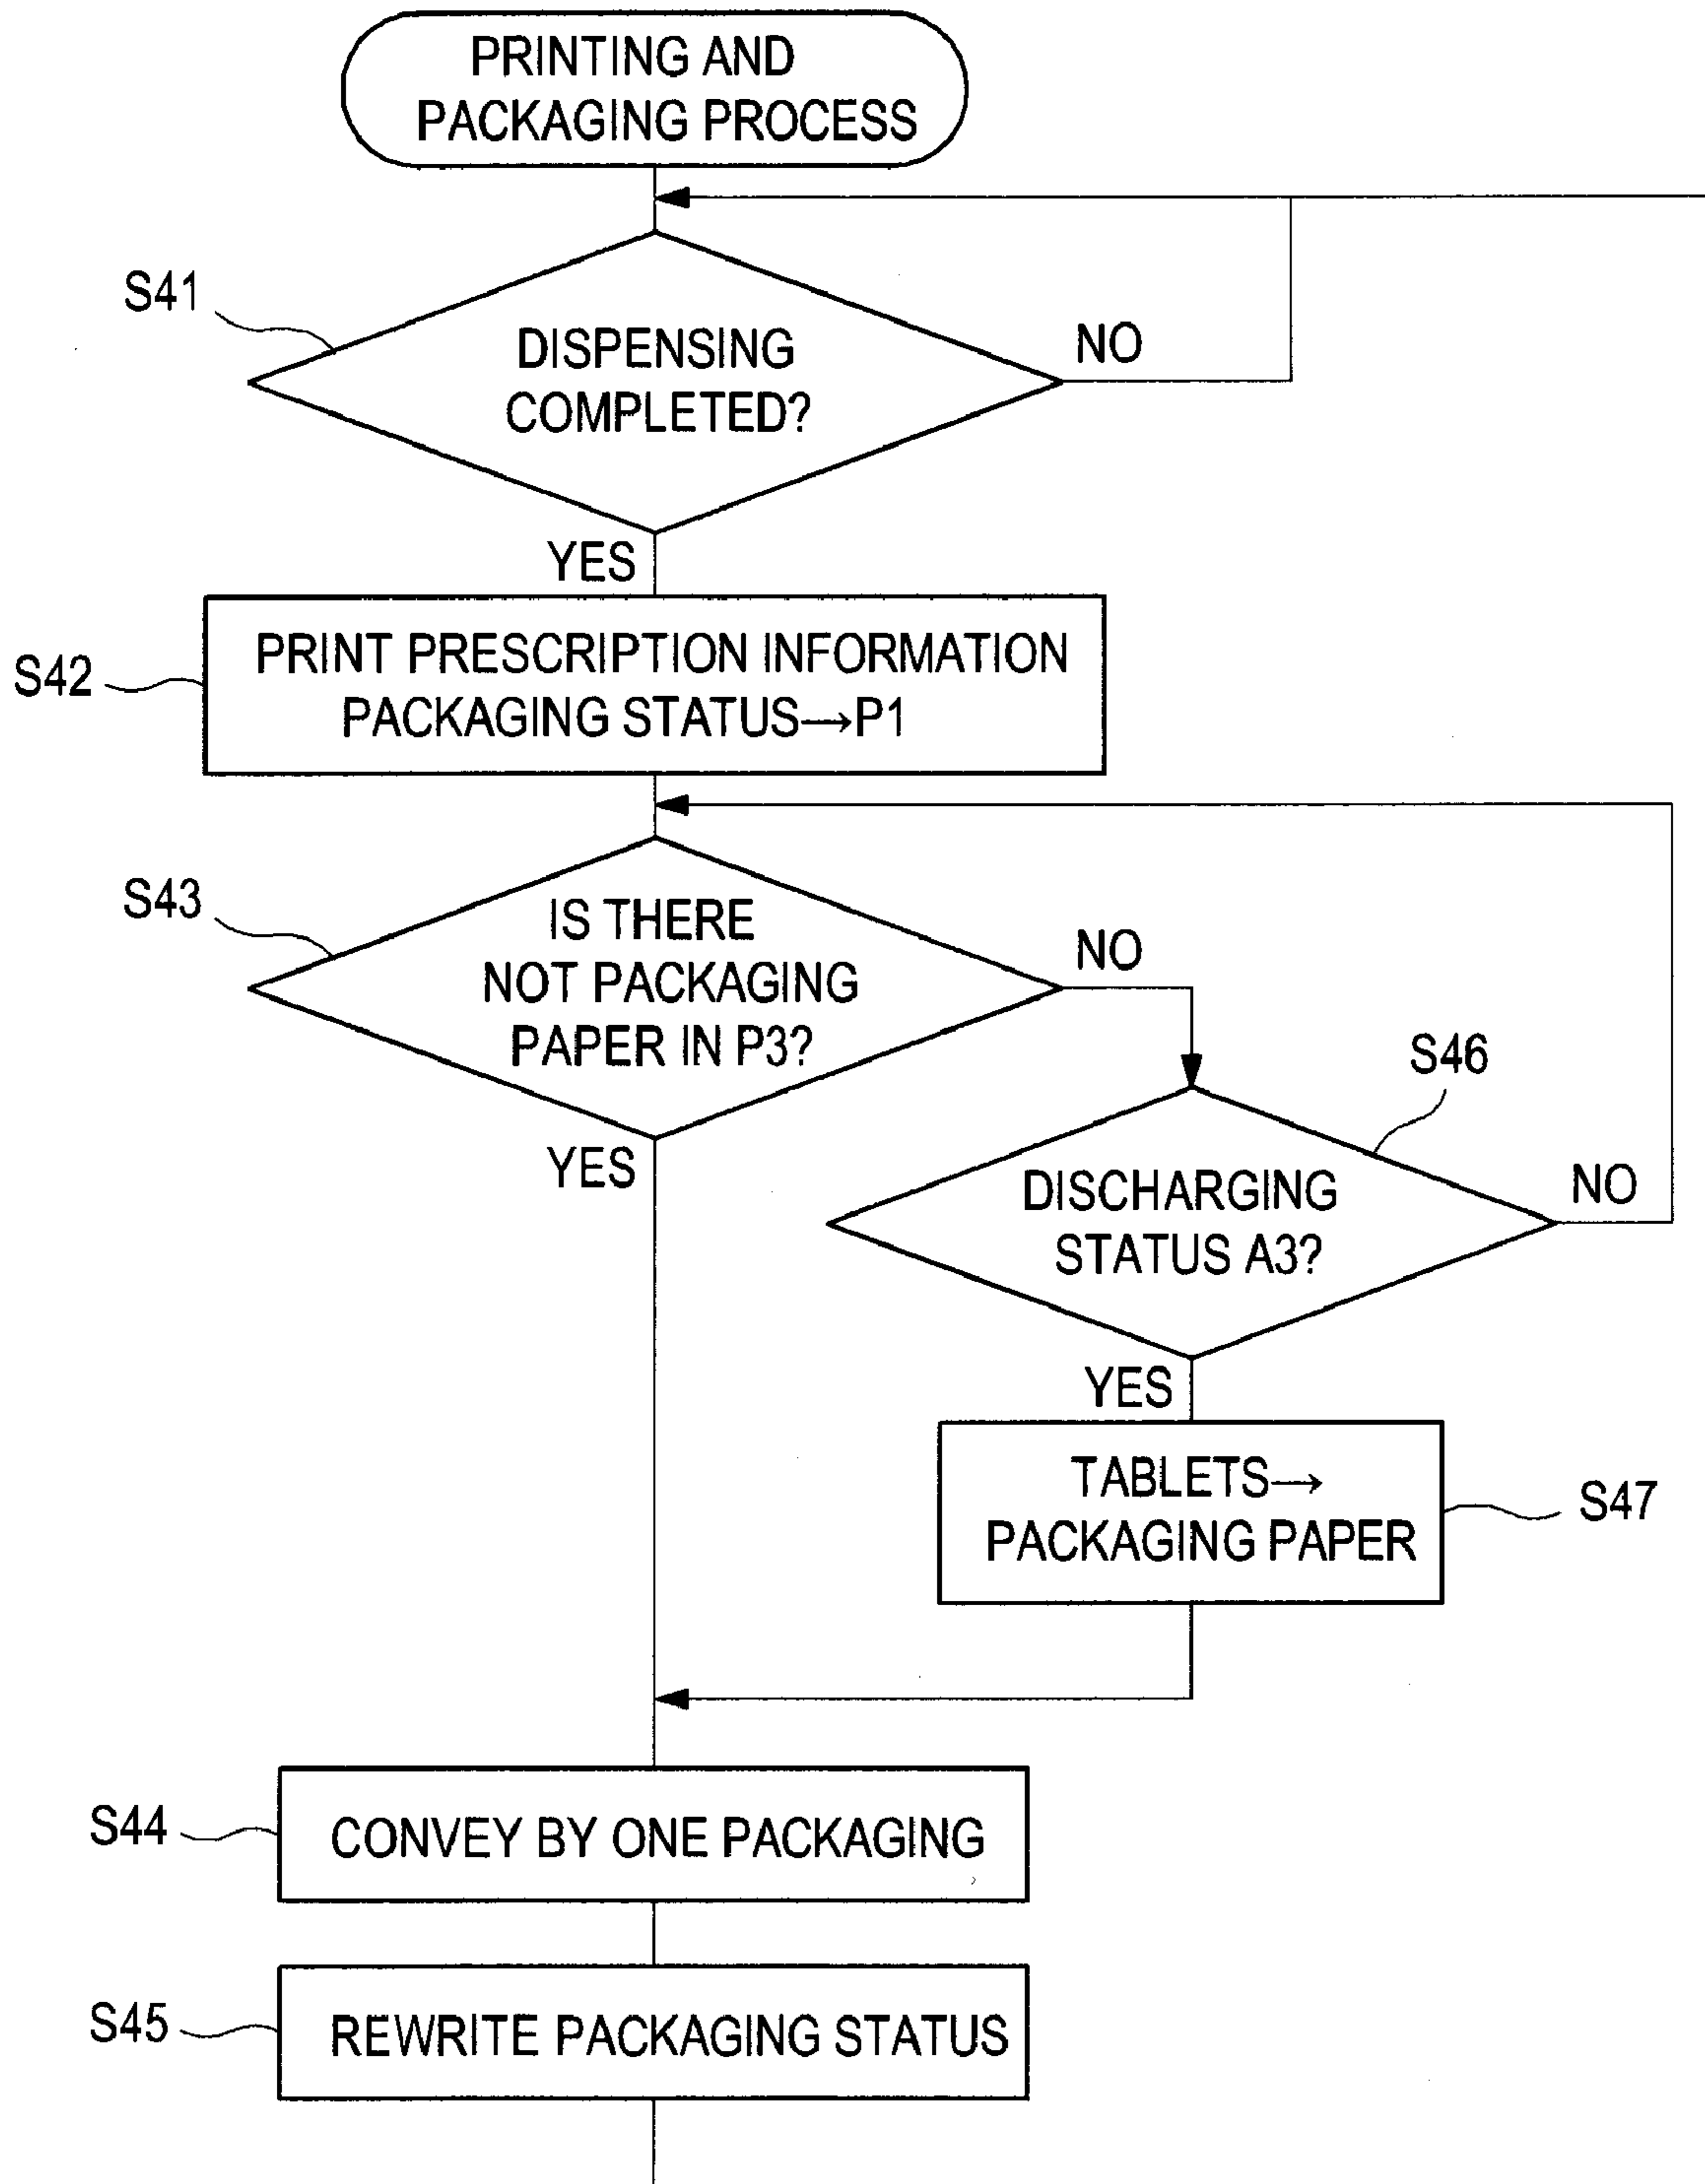 PRINTING AND
PACKAGING PROCESS
S41
DISPENSING
COMPLETED?
NO
YES
S42
PRINT PRESCRIPTION INFORMATION
PACKAGING STATUS→P1
S43
IS THERE
NOT PACKAGING
PAPER IN P3?
NO
YES
S46
DISCHARGING
STATUS A3?
NO
YES
TABLETS→
PACKAGING PAPER
S47
S44
CONVEY BY ONE PACKAGING
S45
REWRITE PACKAGING STATUS